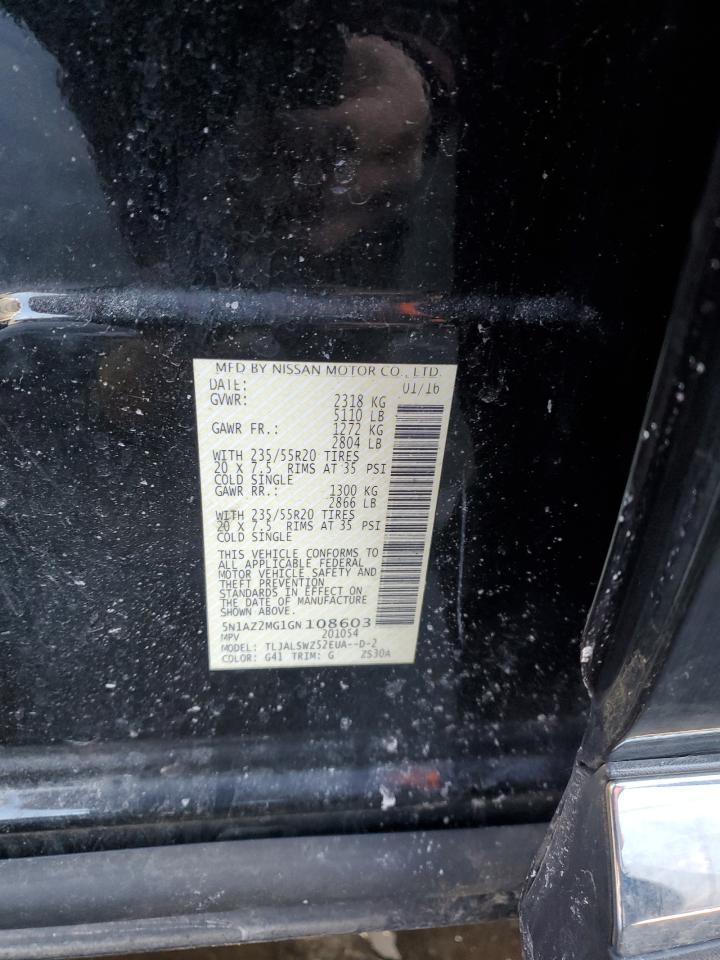 MFD BY NISSAN MOTOR CO., LTD.
DATE: 01/16
GVWR: 2318 KG
5110 LB
GAWR FR.: 1272 KG
2804 LB
WITH 235/55R20 TIRES
20 X 7.5 RIMS AT 35 PSI
COLD SINGLE
GAWR RR.: 1300 KG
2866 LB
WITH 235/55R20 TIRES
20 X 7.5 RIMS AT 35 PSI
COLD SINGLE
THIS VEHICLE CONFORMS TO
ALL APPLICABLE FEDERAL
MOTOR VEHICLE SAFETY AND
THEFT PREVENTION
STANDARDS IN EFFECT ON
THE DATE OF MANUFACTURE
SHOWN ABOVE.
5N1AZ2MG1GN108603
MPV 201054
MODEL: TLJALSWZ52EUA--D-2
COLOR: G41 TRIM: G ZS30A